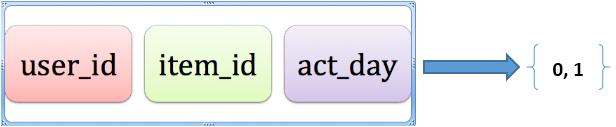 user_id item_id act_day { 0, 1 }